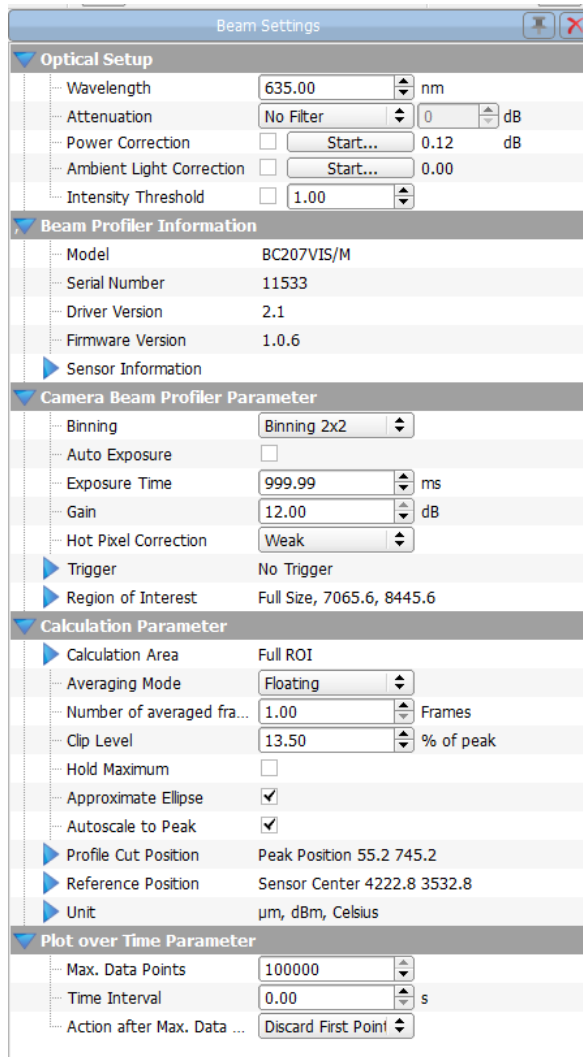 Beam Settings
Optical Setup
Wavelength 635.00 nm
Attenuation No Filter 0 dB
Power Correction Start... 0.12 dB
Ambient Light Correction Start... 0.00
Intensity Threshold 1.00
Beam Profiler Information
Model BC207VIS/M
Serial Number 11533
Driver Version 2.1
Firmware Version 1.0.6
Sensor Information
Camera Beam Profiler Parameter
Binning Binning 2x2
Auto Exposure
Exposure Time 999.99 ms
Gain 12.00 dB
Hot Pixel Correction Weak
Trigger No Trigger
Region of Interest Full Size, 7065.6, 8445.6
Calculation Parameter
Calculation Area Full ROI
Averaging Mode Floating
Number of averaged fra... 1.00 Frames
Clip Level 13.50 % of peak
Hold Maximum
Approximate Ellipse
Autoscale to Peak
Profile Cut Position Peak Position 55.2 745.2
Reference Position Sensor Center 4222.8 3532.8
Unit µm, dBm, Celsius
Plot over Time Parameter
Max. Data Points 100000
Time Interval 0.00 s
Action after Max. Data ... Discard First Point